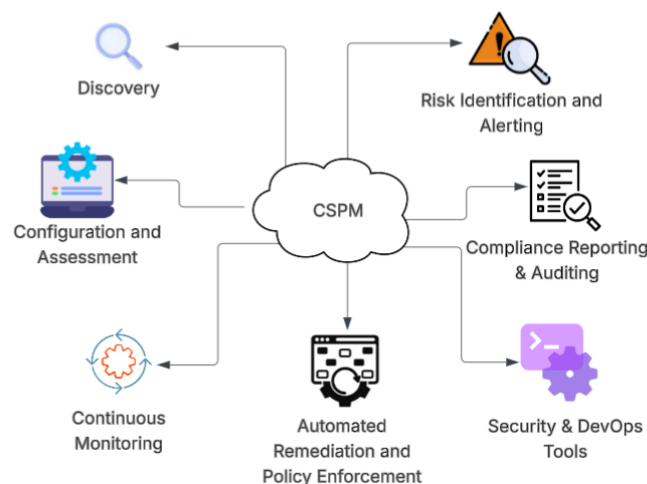 Discovery
Risk Identification and
Alerting
CSPM
Configuration and
Assessment
Compliance Reporting
& Auditing
Continuous
Monitoring
Automated
Remediation and
Policy Enforcement
Security & DevOps
Tools